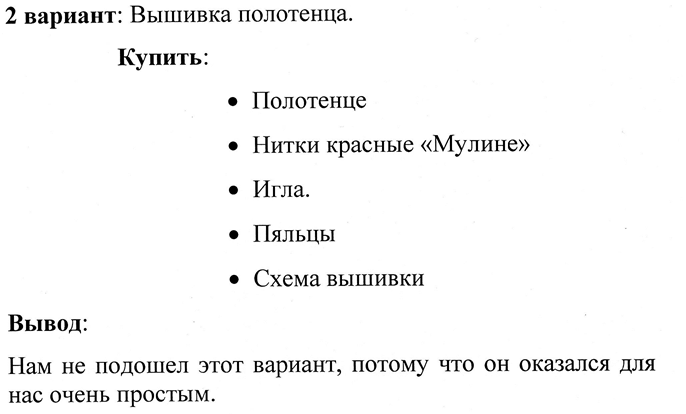 2 вариант: Вышивка полотенца.
Купить:
• Полотенце
• Нитки красные «Мулине»
• Игла.
• Пяльцы
• Схема вышивки
Вывод:
Нам не подошел этот вариант, потому что он оказался для
нас очень простым.